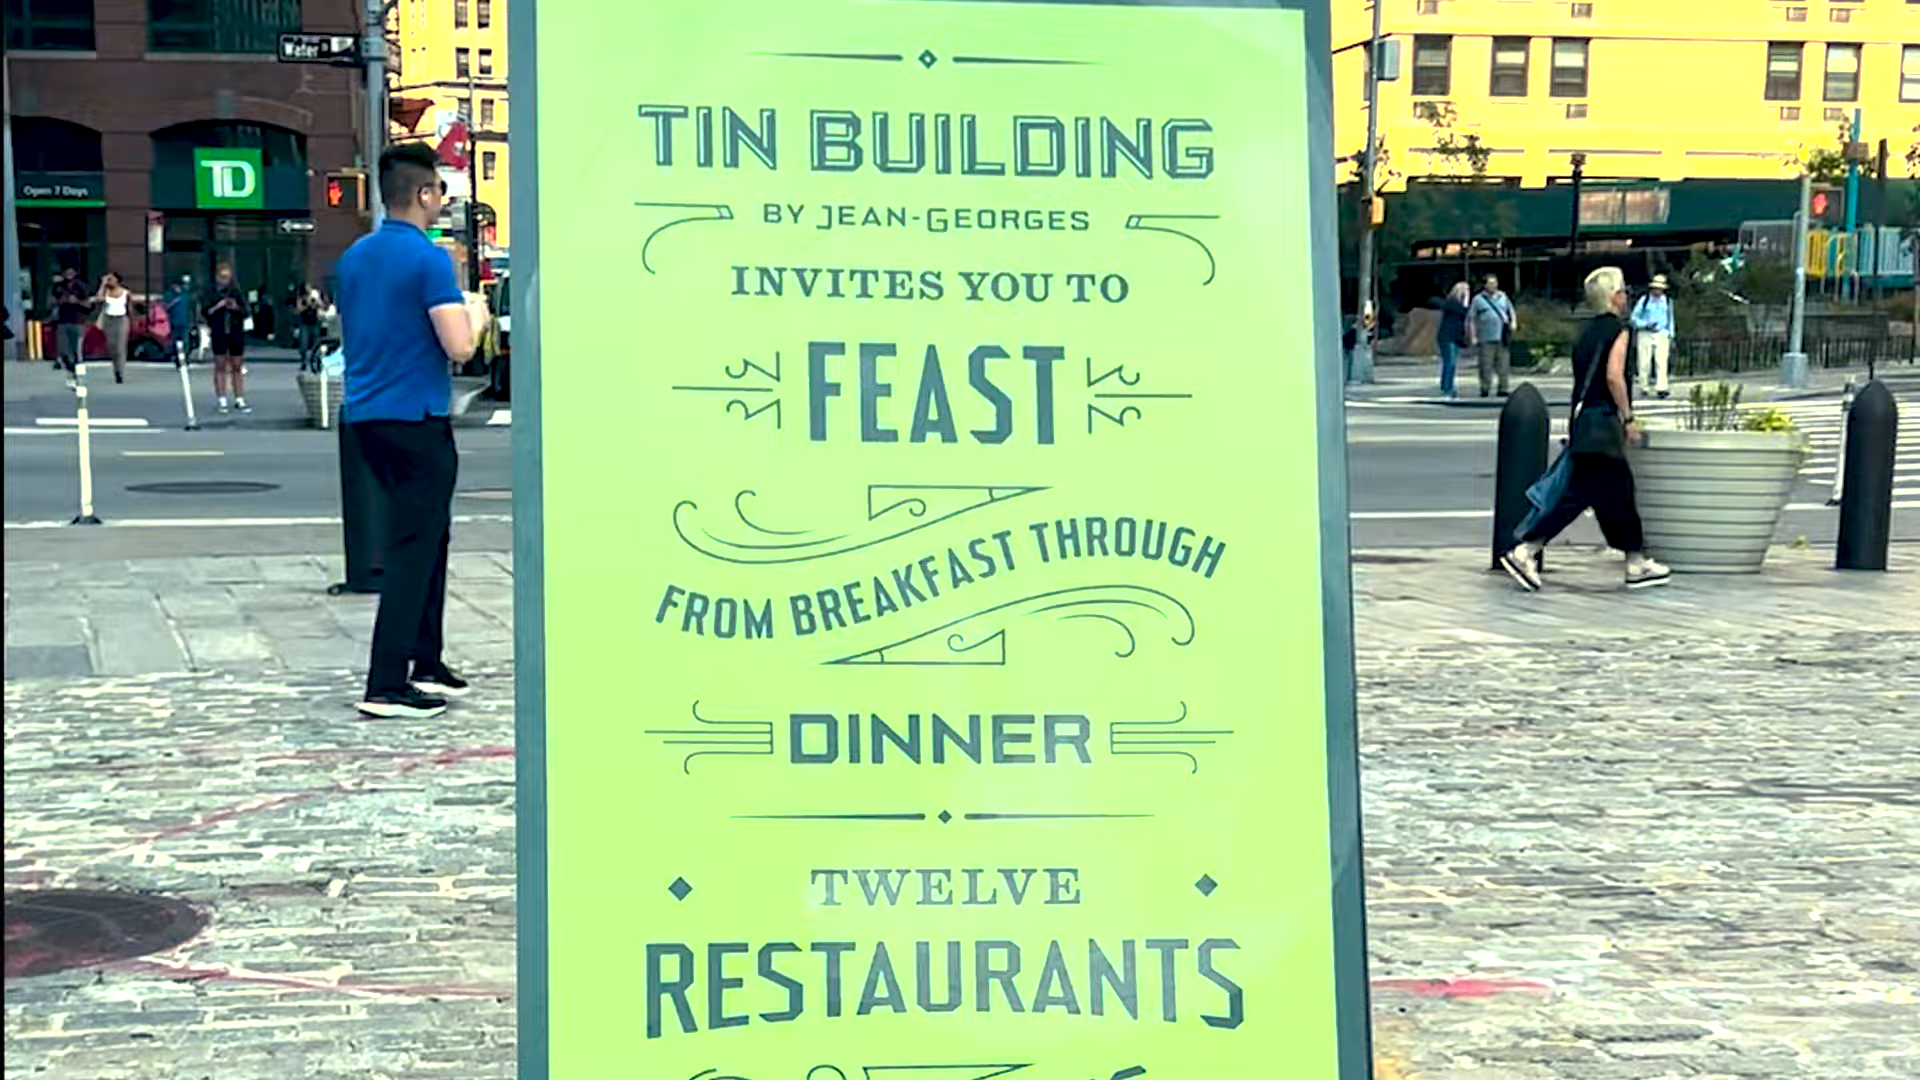 Water
TD
Open 7 Days
TIN BUILDING
BY JEAN-GEORGES
INVITES YOU TO
FEAST
FROM BREAKFAST THROUGH
DINNER
TWELVE
RESTAURANTS